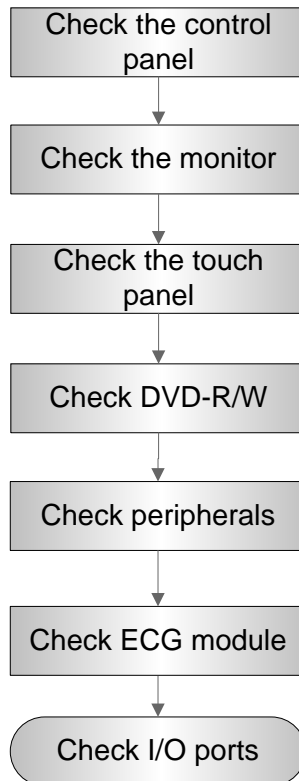 Check the control
panel
Check the monitor
Check the touch
panel
Check DVD-R/W
Check peripherals
Check ECG module
Check I/O ports